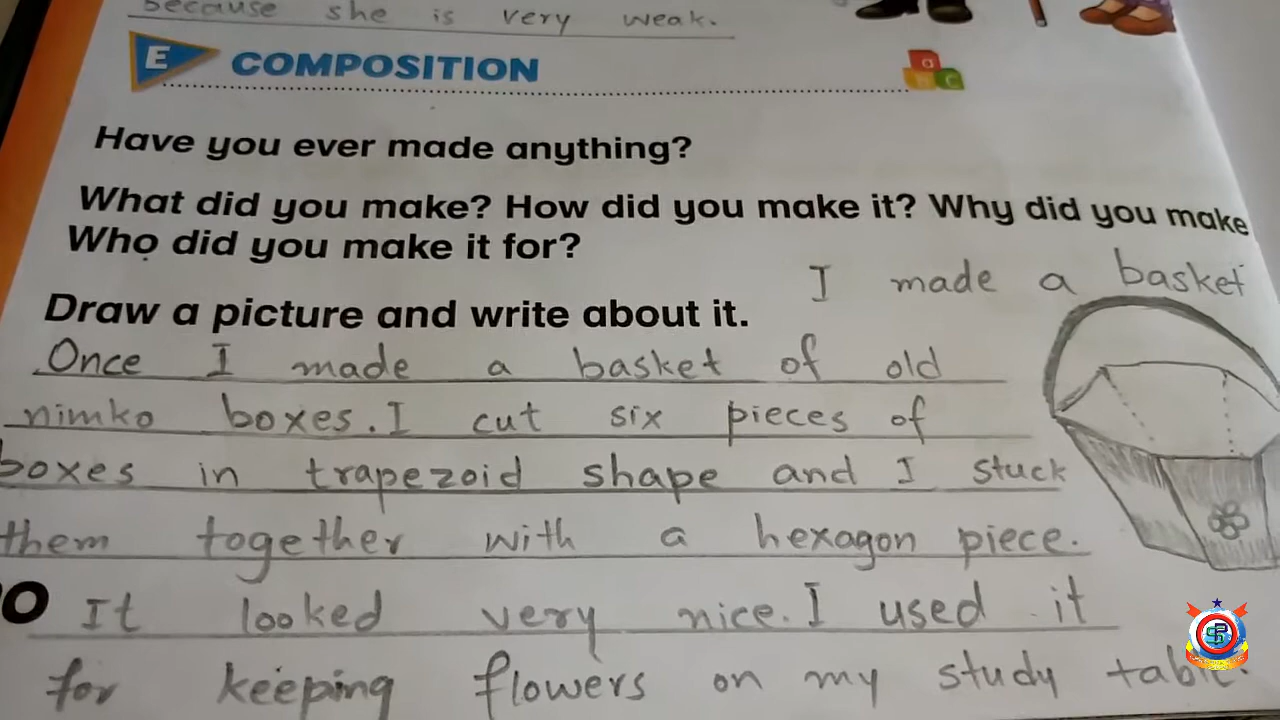 because she is very weak.
E COMPOSITION
a
C
Have you ever made anything?
What did you make? How did you make it? Why did you make
Who did you make it for?
I made a basket
Draw a picture and write about it.
Once I made a basket of old
nimko boxes. I cut six pieces of
boxes in trapezoid shape and I stuck
them together with a hexagon piece.
It looked very nice. I used it
for keeping flowers on my study table.